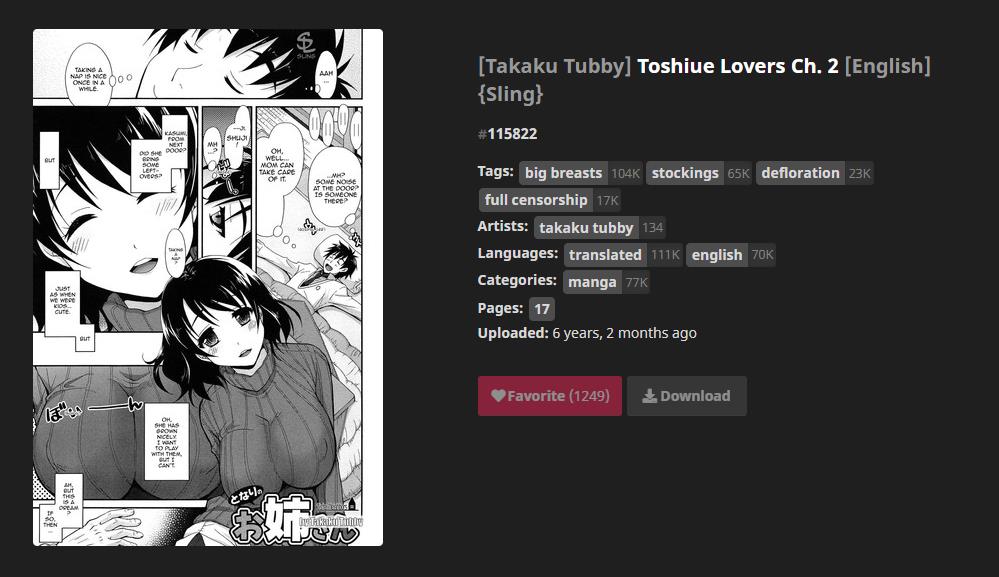 SLING
TAKING A
NAP IS NICE
ONCE IN A
WHILE.
AAH
...
KASUMI,
FROM
NEXT
DOOR?
DID SHE
BRING
SOME
LEFT-
OVERS?
BUT
...JI.
SHUJI
!
MH
...?
OH,
WELL...
MOM CAN
TAKE CARE
OF IT.
...MH?
SOME NOISE
AT THE DOOR?
IS SOMEONE
THERE?
TAKING
A
NAP
?
JUST
AS WHEN
WE WERE
KIDS...
CUTE.
BUT
OH,
SHE HAS
GROWN
NICELY.
I WANT
TO PLAY
WITH THEM,
BUT I
CAN'T.
AH,
BUT THIS
IS A
DREAM
?
IF
SO,
THEN
...
となりの
お姉さん
by Takaku Tubby
[Takaku Tubby] Toshiue Lovers Ch. 2 [English]
{Sling}
#115822
Tags: big breasts 104K stockings 65K defloration 23K
full censorship 17K
Artists: takaku tubby 134
Languages: translated 111K english 70K
Categories: manga 77K
Pages: 17
Uploaded: 6 years, 2 months ago
Favorite (1249) Download